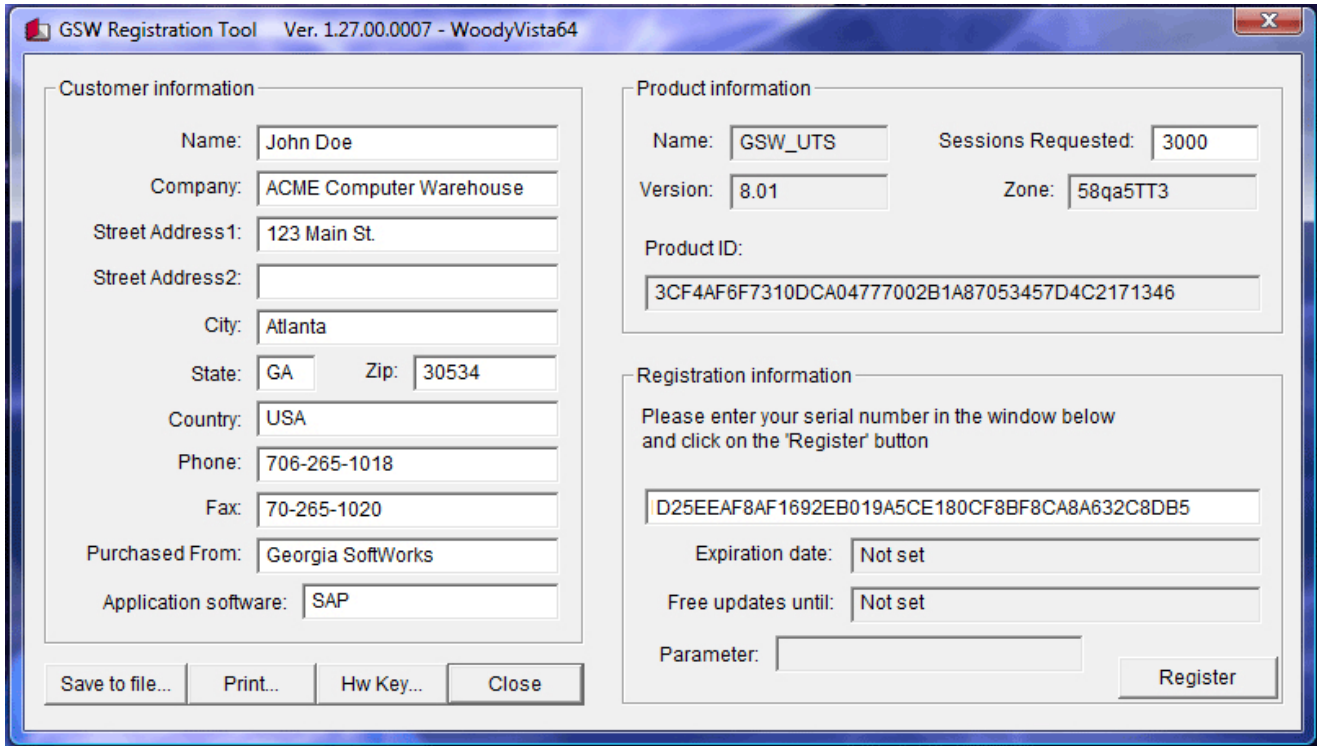 GSW Registration Tool Ver. 1.27.00.0007 - WoodyVista64
Customer information
Name: John Doe
Company: ACME Computer Warehouse
Street Address1: 123 Main St.
Street Address2:
City: Atlanta
State: GA Zip: 30534
Country: USA
Phone: 706-265-1018
Fax: 70-265-1020
Purchased From: Georgia SoftWorks
Application software: SAP
Save to file... Print... Hw Key... Close
Product information
Name: GSW_UTS Sessions Requested: 3000
Version: 8.01 Zone: 58qa5TT3
Product ID:
3CF4AF6F7310DCA04777002B1A87053457D4C2171346
Registration information
Please enter your serial number in the window below
and click on the 'Register' button
D25EEAF8AF1692EB019A5CE180CF8BF8CA8A632C8DB5
Expiration date: Not set
Free updates until: Not set
Parameter:
Register